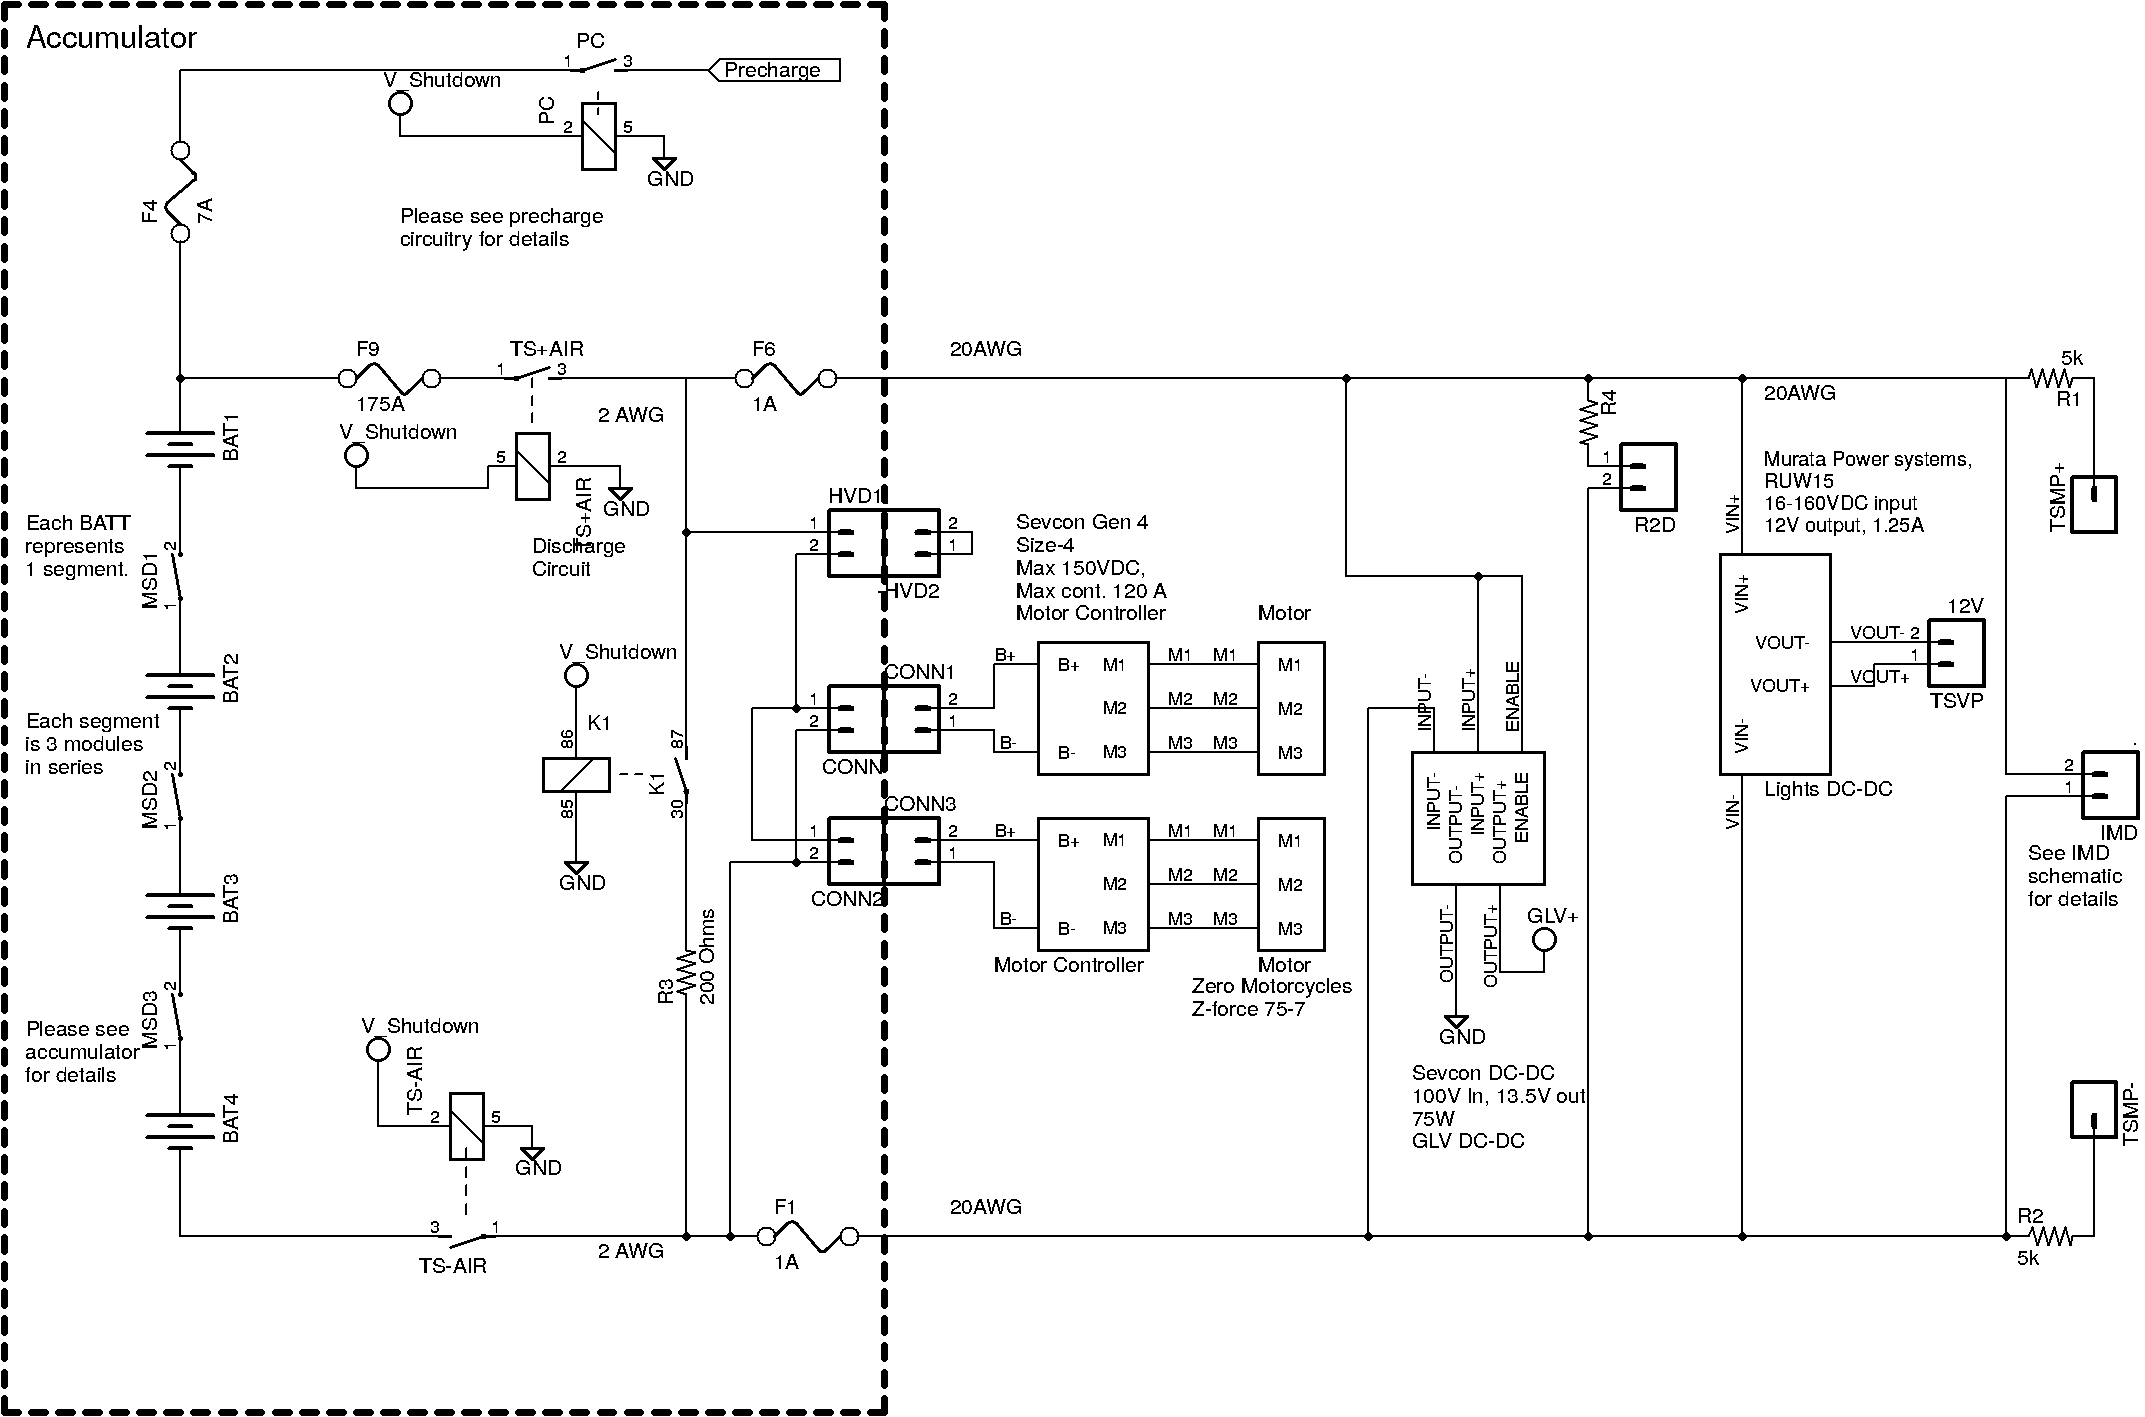 Accumulator
PC
1
3
Precharge
V_Shutdown
PC
2
5
GND
F4
7A
Please see precharge
circuitry for details
F9
175A
TS+AIR
1
3
2 AWG
F6
1A
20AWG
V_Shutdown
5
2
TS+AIR
GND
Discharge
Circuit
BAT1
Each BATT
represents
1 segment.
MSD1
2
1
BAT2
Each segment
is 3 modules
in series
MSD2
2
1
BAT3
MSD3
2
1
Please see
accumulator
for details
BAT4
V_Shutdown
K1
86
85
GND
87
K1
30
R3
200 Ohms
V_Shutdown
TS-AIR
2
5
GND
3
1
TS-AIR
2 AWG
F1
1A
20AWG
HVD1
1
2
2
1
HVD2
CONN1
1
2
2
1
CONN
CONN3
1
2
2
1
CONN2
Sevcon Gen 4
Size-4
Max 150VDC,
Max cont. 120 A
Motor Controller
Motor
B+
B+
M1
M1
M1
M1
M2
M2
M2
M2
B-
B-
M3
M3
M3
M3
B+
B+
M1
M1
M1
M1
M2
M2
M2
M2
B-
B-
M3
M3
M3
M3
Motor Controller
Motor
Zero Motorcycles
Z-force 75-7
INPUT-
INPUT+
ENABLE
INPUT-
OUTPUT-
INPUT+
OUTPUT+
ENABLE
OUTPUT-
OUTPUT+
GLV+
GND
Sevcon DC-DC
100V In, 13.5V out
75W
GLV DC-DC
R4
1
2
R2D
20AWG
Murata Power systems,
RUW15
16-160VDC input
12V output, 1.25A
VIN+
VIN+
VOUT-
VOUT-
2
VOUT+
VOUT+
1
12V
TSVP
VIN-
VIN-
Lights DC-DC
5k
R1
TSMP+
2
1
IMD
See IMD
schematic
for details
TSMP-
R2
5k